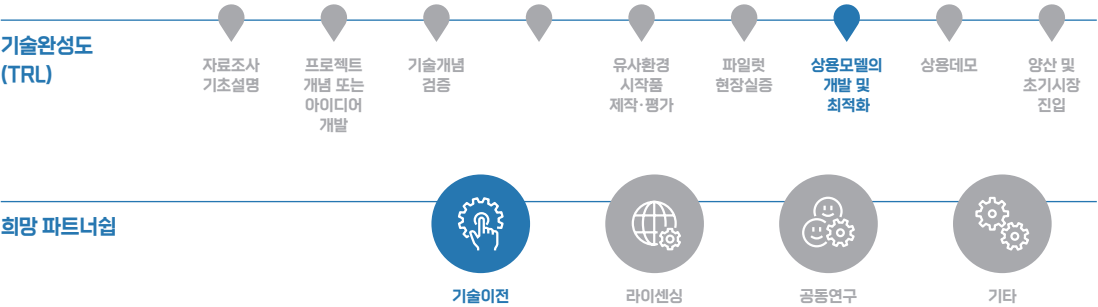 기술완성도
(TRL)
자료조사
기초설명
프로젝트
개념 또는
아이디어
개발
기술개념
검증
유사환경
시작품
제작·평가
파일럿
현장실증
상용모델의
개발 및
최적화
상용데모
양산 및
초기시장
진입
희망 파트너쉽
기술이전
라이센싱
공동연구
기타